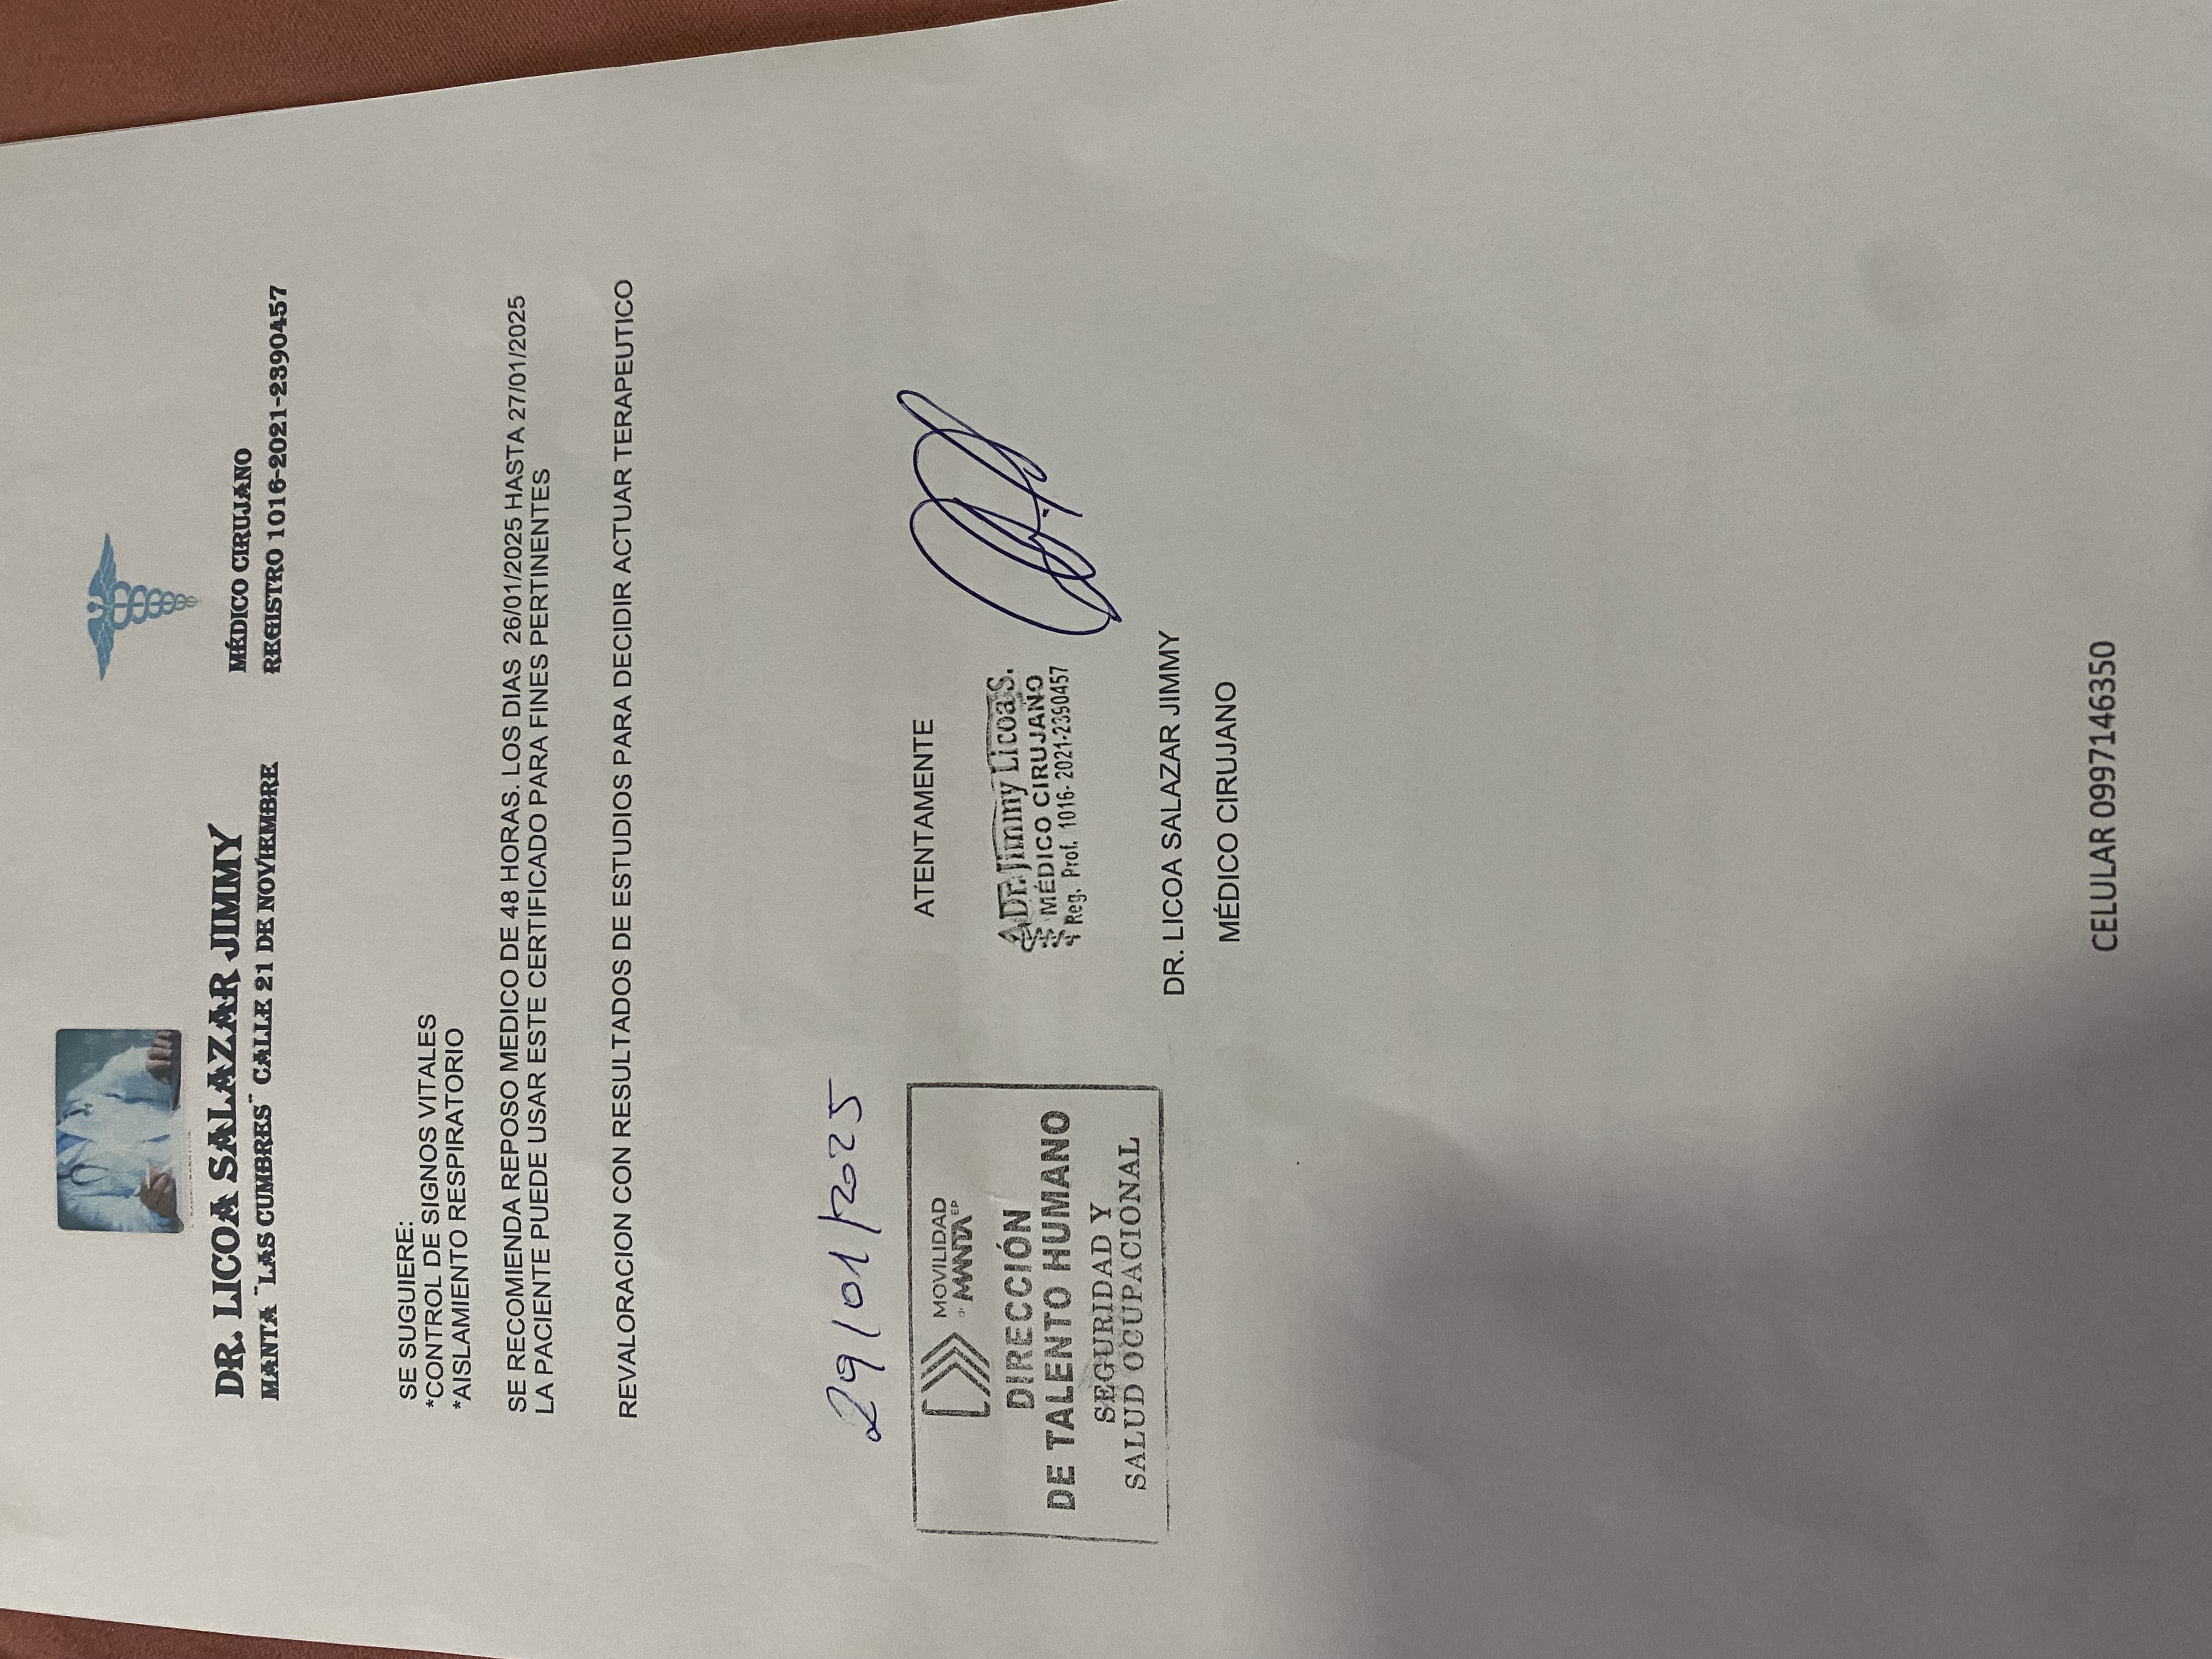 DR. LICOA SALAZAR JIMMY
MANTA ¨LAS CUMBRES¨ CALLE 21 DE NOVIEMBRE
MÉDICO CIRUJANO
REGISTRO 1016-2021-2390457
SE SUGUIERE:
*CONTROL DE SIGNOS VITALES
*AISLAMIENTO RESPIRATORIO
SE RECOMIENDA REPOSO MEDICO DE 48 HORAS. LOS DIAS 26/01/2025 HASTA 27/01/2025
LA PACIENTE PUEDE USAR ESTE CERTIFICADO PARA FINES PERTINENTES
REVALORACION CON RESULTADOS DE ESTUDIOS PARA DECIDIR ACTUAR TERAPEUTICO
29/01/2025
MOVILIDAD
MANTA EP
DIRECCIÓN
DE TALENTO HUMANO
SEGURIDAD Y
SALUD OCUPACIONAL
ATENTAMENTE
Dr. Jimmy Licoa S.
MÉDICO CIRUJANO
Reg. Prof. 1016-2021-2390457
DR. LICOA SALAZAR JIMMY
MÉDICO CIRUJANO
CELULAR 0997146350